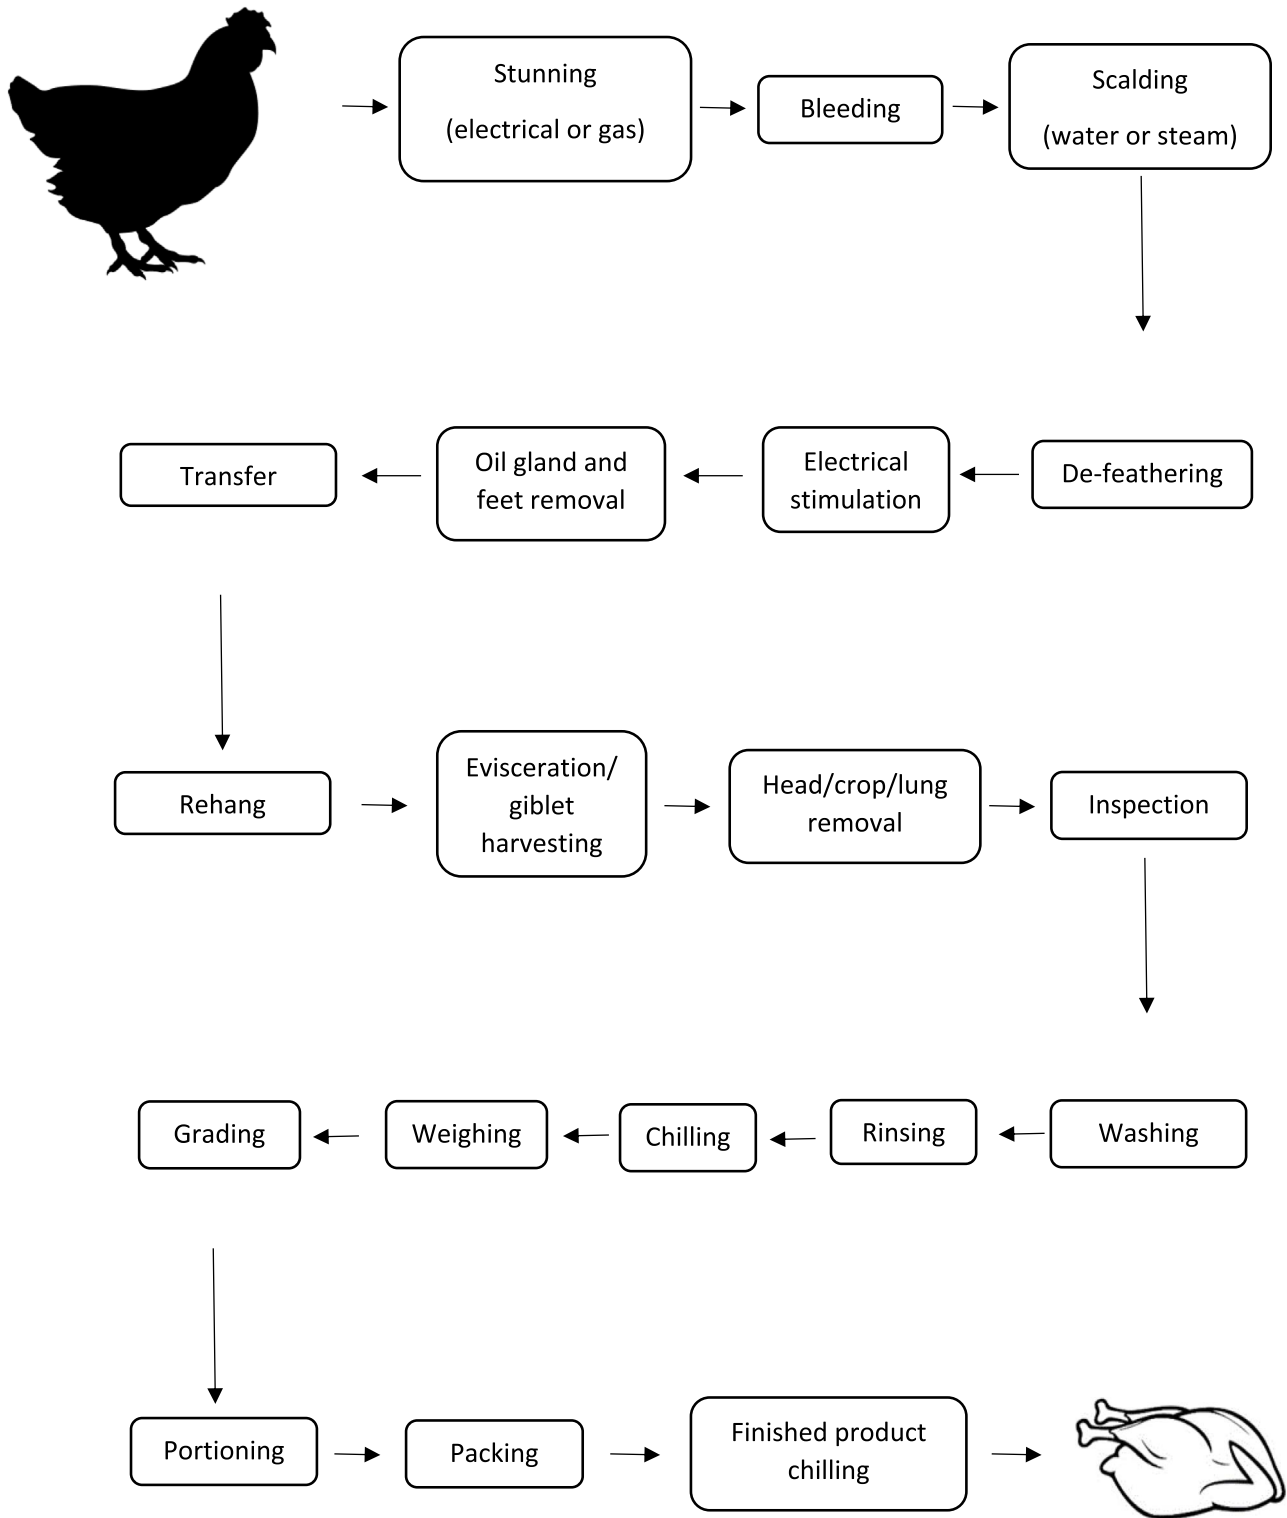 Stunning
(electrical or gas)
Bleeding
Scalding
(water or steam)
De-feathering
Electrical
stimulation
Oil gland and
feet removal
Transfer
Rehang
Evisceration/
giblet
harvesting
Head/crop/lung
removal
Inspection
Washing
Rinsing
Chilling
Weighing
Grading
Portioning
Packing
Finished product
chilling